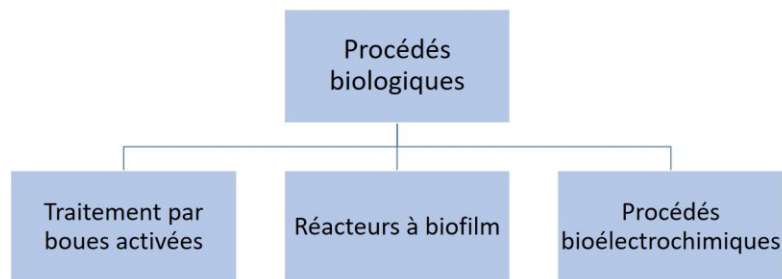 Procédés
biologiques
Traitement par
boues activées
Réacteurs à biofilm
Procédés
bioélectrochimiques